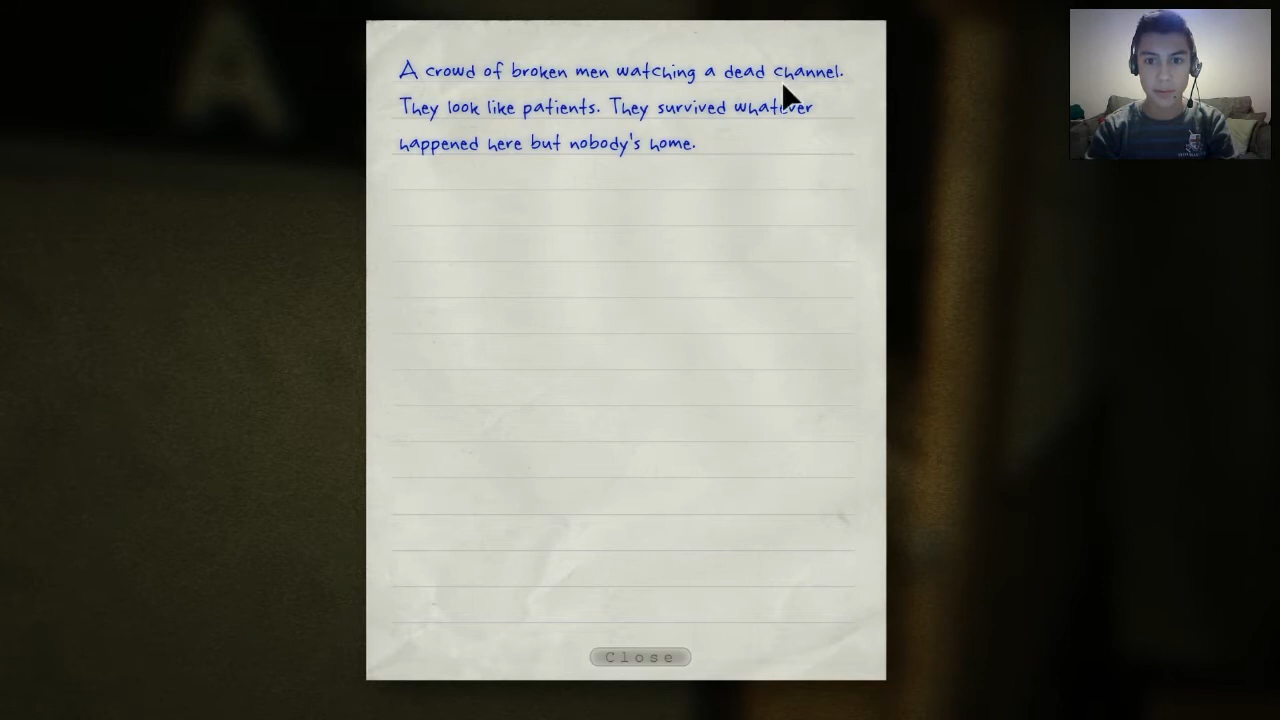 A crowd of broken men watching a dead channel.
They look like patients. They survived whatever
happened here but nobody's home.
Close